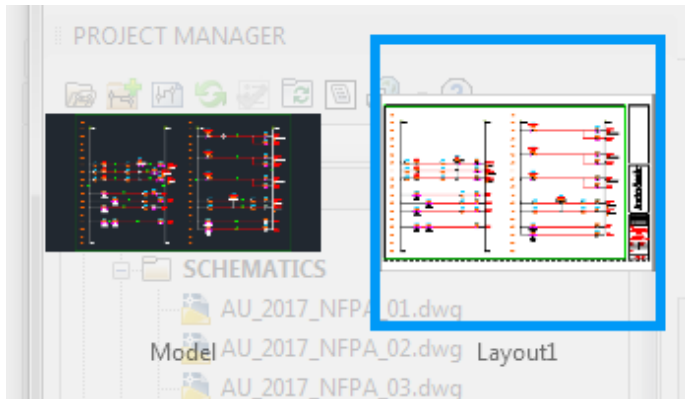 PROJECT MANAGER
SCHEMATICS
AU_2017_NFPA_01.dwg
Model
AU_2017_NFPA_02.dwg
Layout1
AU_2017_NFPA_03.dwg